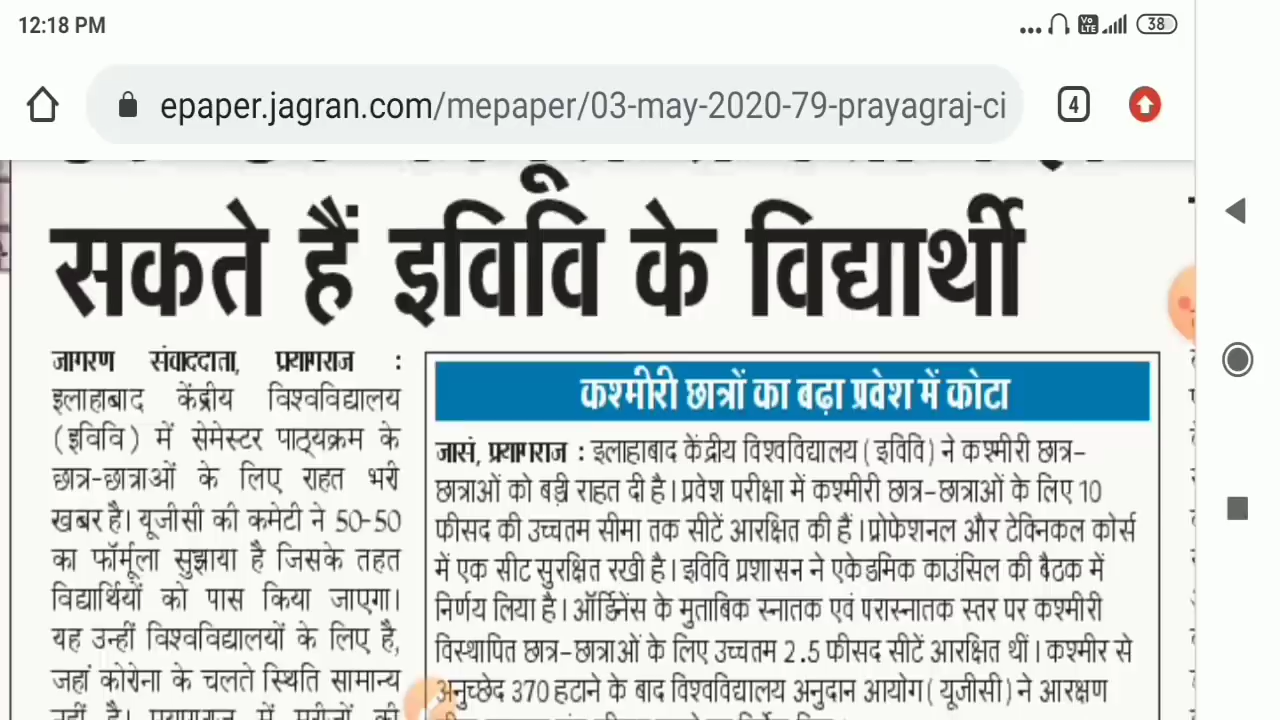 12:18 PM
Vo LTE
38
epaper.jagran.com/mepaper/03-may-2020-79-prayagraj-ci
4
सकते हैं इविवि के विद्यार्थी
जागरण संवाददाता, प्रयागराज :
इलाहाबाद केंद्रीय विश्वविद्यालय
(इविवि) में सेमेस्टर पाठ्यक्रम के
छात्र-छात्राओं के लिए राहत भरी
खबर है। यूजीसी की कमेटी ने 50-50
का फॉर्मूला सुझाया है जिसके तहत
विद्यार्थियों को पास किया जाएगा।
यह उन्हीं विश्वविद्यालयों के लिए है,
जहां कोरोना के चलते स्थिति सामान्य
कश्मीरी छात्रों का बढ़ा प्रवेश में कोटा
जासं, प्रयागराज : इलाहाबाद केंद्रीय विश्वविद्यालय ( इविवि) ने कश्मीरी छात्र-
छात्राओं को बड़ी राहत दी है। प्रवेश परीक्षा में कश्मीरी छात्र-छात्राओं के लिए 10
फीसद की उच्चतम सीमा तक सीटें आरक्षित की हैं। प्रोफेशनल और टेक्निकल कोर्स
में एक सीट सुरक्षित रखी है। इविवि प्रशासन ने एकेडमिक काउंसिल की बैठक में
निर्णय लिया है। ऑर्डिनेंस के मुताबिक स्नातक एवं परास्नातक स्तर पर कश्मीरी
विस्थापित छात्र-छात्राओं के लिए उच्चतम 2.5 फीसद सीटें आरक्षित थीं। कश्मीर से
अनुच्छेद 370 हटाने के बाद विश्वविद्यालय अनुदान आयोग ( यूजीसी) ने आरक्षण